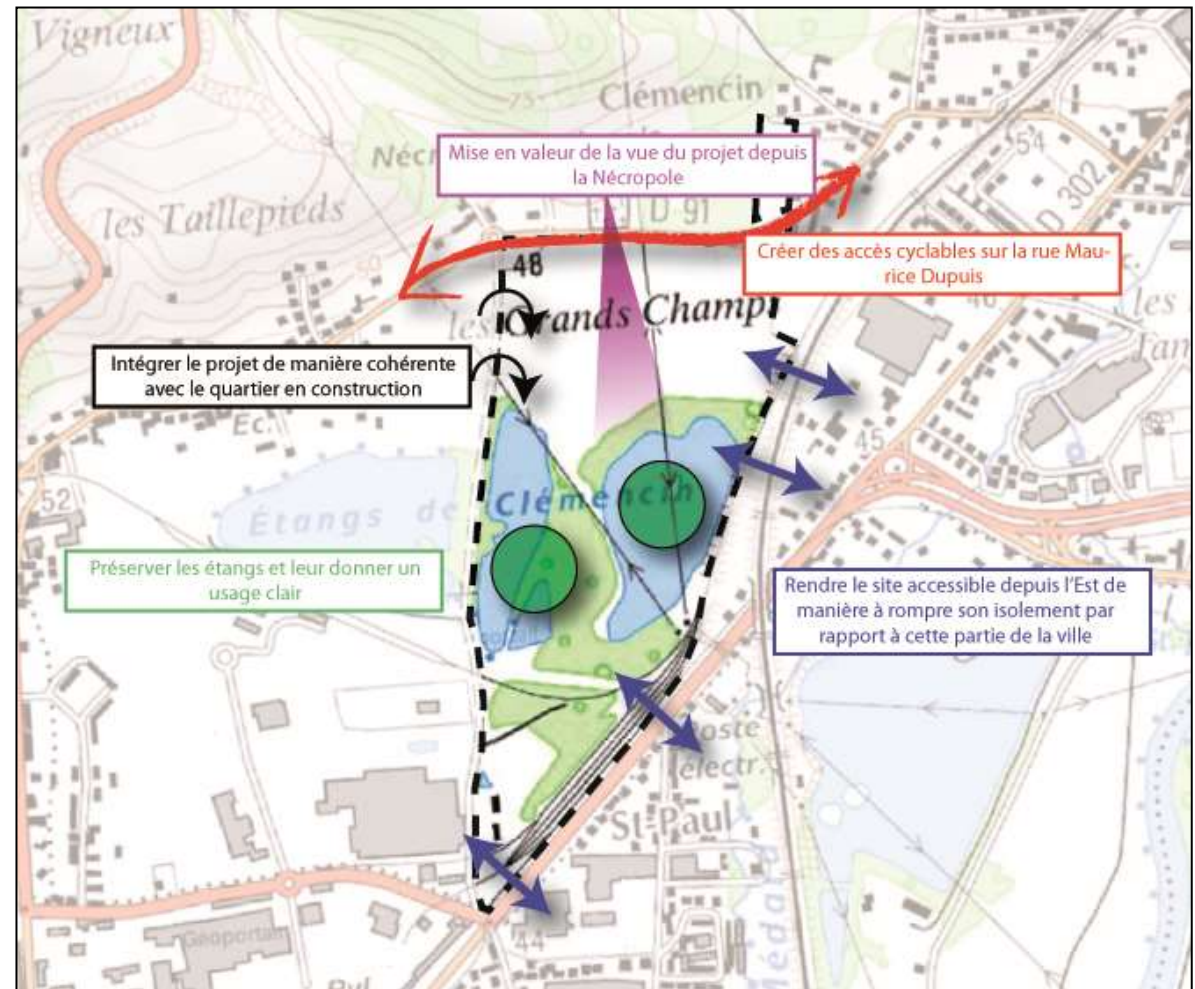 Vigneux
75
Clémencin
54
Mise en valeur de la vue du projet depuis
la Nécropole
les Taillepieds
D 91
D 302
Créer des accès cyclables sur la rue Mau-
rice Dupuis
48
les Grands Champ
les
Intégrer le projet de manière cohérente
avec le quartier en construction
Ec.
45
52
Étangs de Clémencin
Préserver les étangs et leur donner un
usage clair
Rendre le site accessible depuis l'Est de
manière à rompre son isolement par
rapport à cette partie de la ville
électr.
St-Paul
Geoportail
44